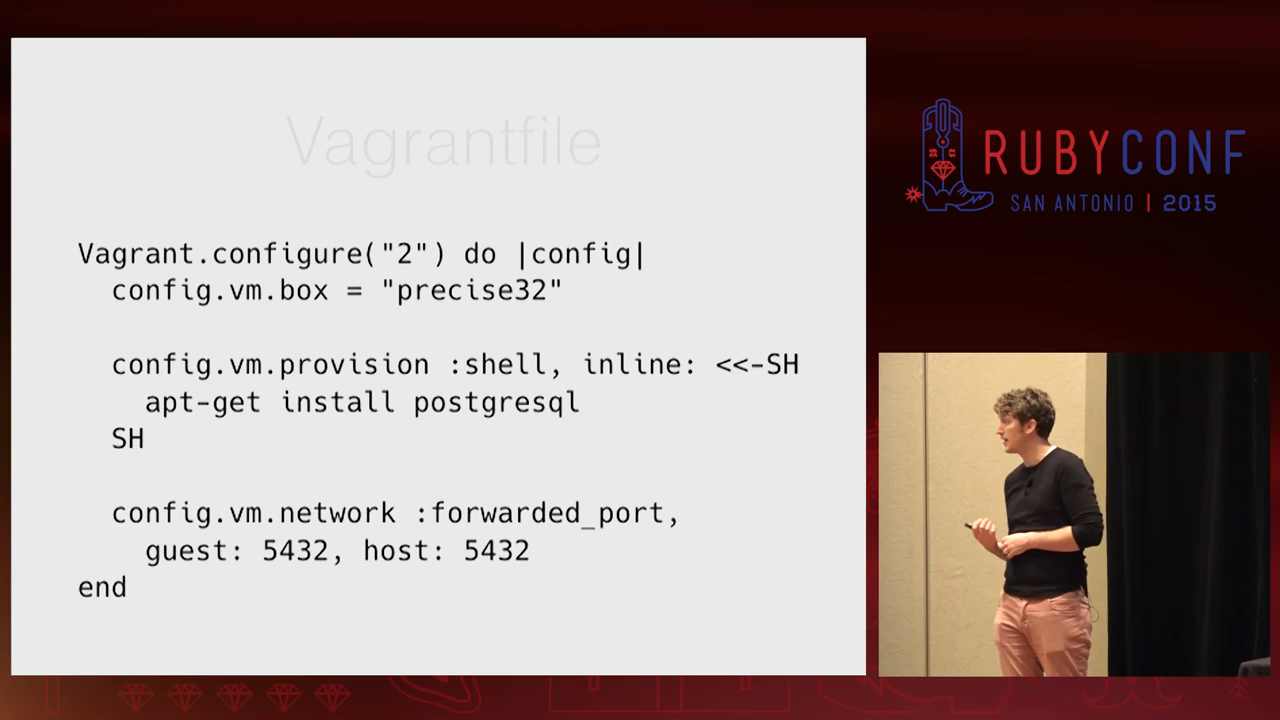 Vagrantfile
Vagrant.configure("2") do |config|
  config.vm.box = "precise32"
  config.vm.provision :shell, inline: <<-SH
    apt-get install postgresql
  SH
  config.vm.network :forwarded_port,
    guest: 5432, host: 5432
end
RUBYCONF
SAN ANTONIO | 2015